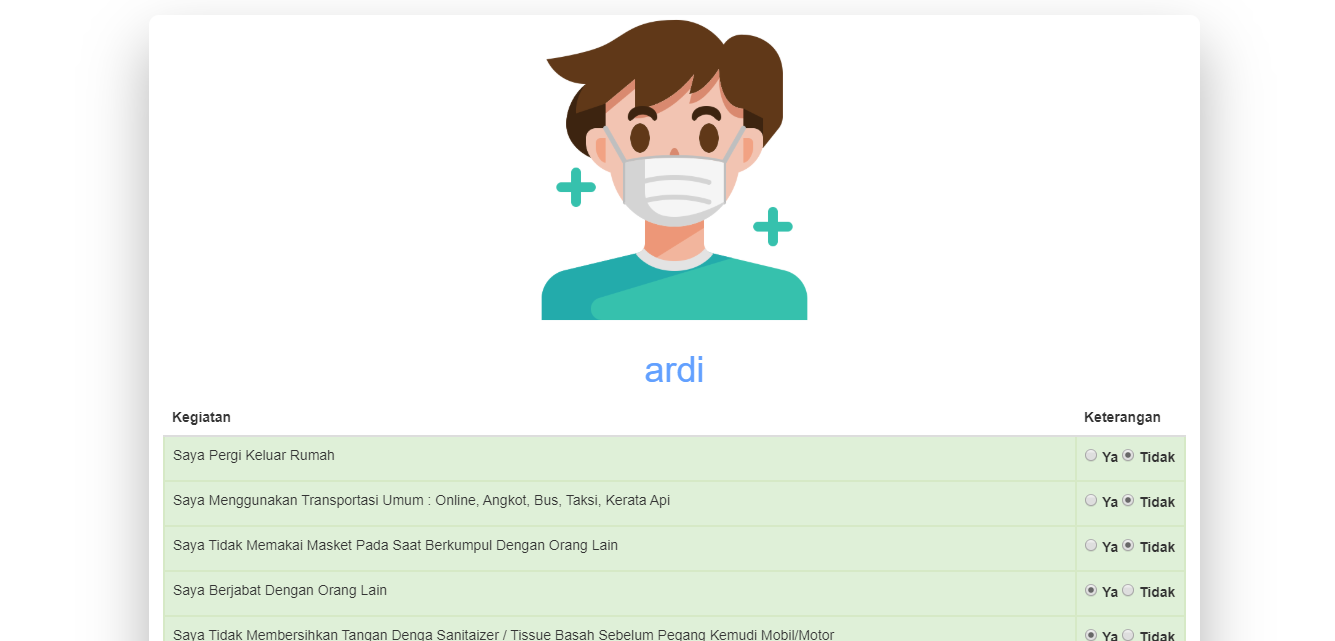 ardi
Kegiatan Keterangan
Saya Pergi Keluar Rumah Ya Tidak
Saya Menggunakan Transportasi Umum : Online, Angkot, Bus, Taksi, Kerata Api Ya Tidak
Saya Tidak Memakai Masket Pada Saat Berkumpul Dengan Orang Lain Ya Tidak
Saya Berjabat Dengan Orang Lain Ya Tidak
Saya Tidak Membersihkan Tangan Denga Sanitaizer / Tissue Basah Sebelum Pegang Kemudi Mobil/Motor Ya Tidak